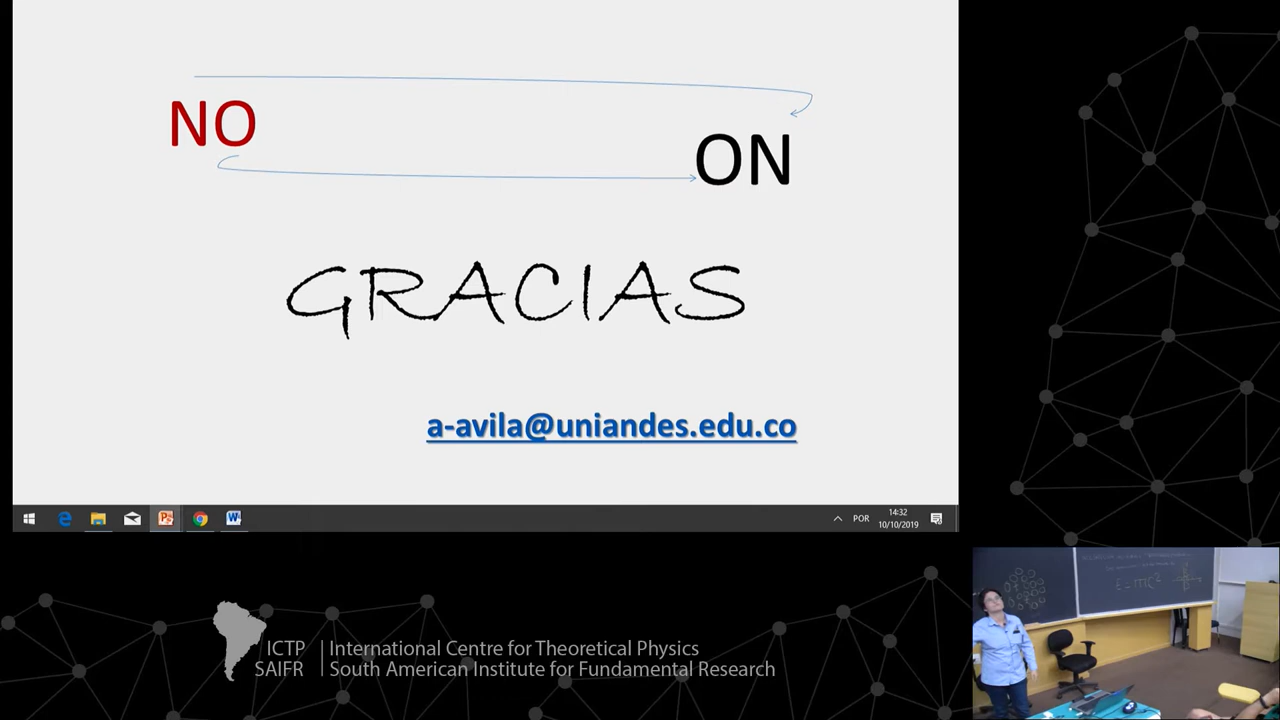 NO
ON
GRACIAS
a-avila@uniandes.edu.co
POR
14:32
10/10/2019
E=mc²
ICTP
SAIFR
International Centre for Theoretical Physics
South American Institute for Fundamental Research